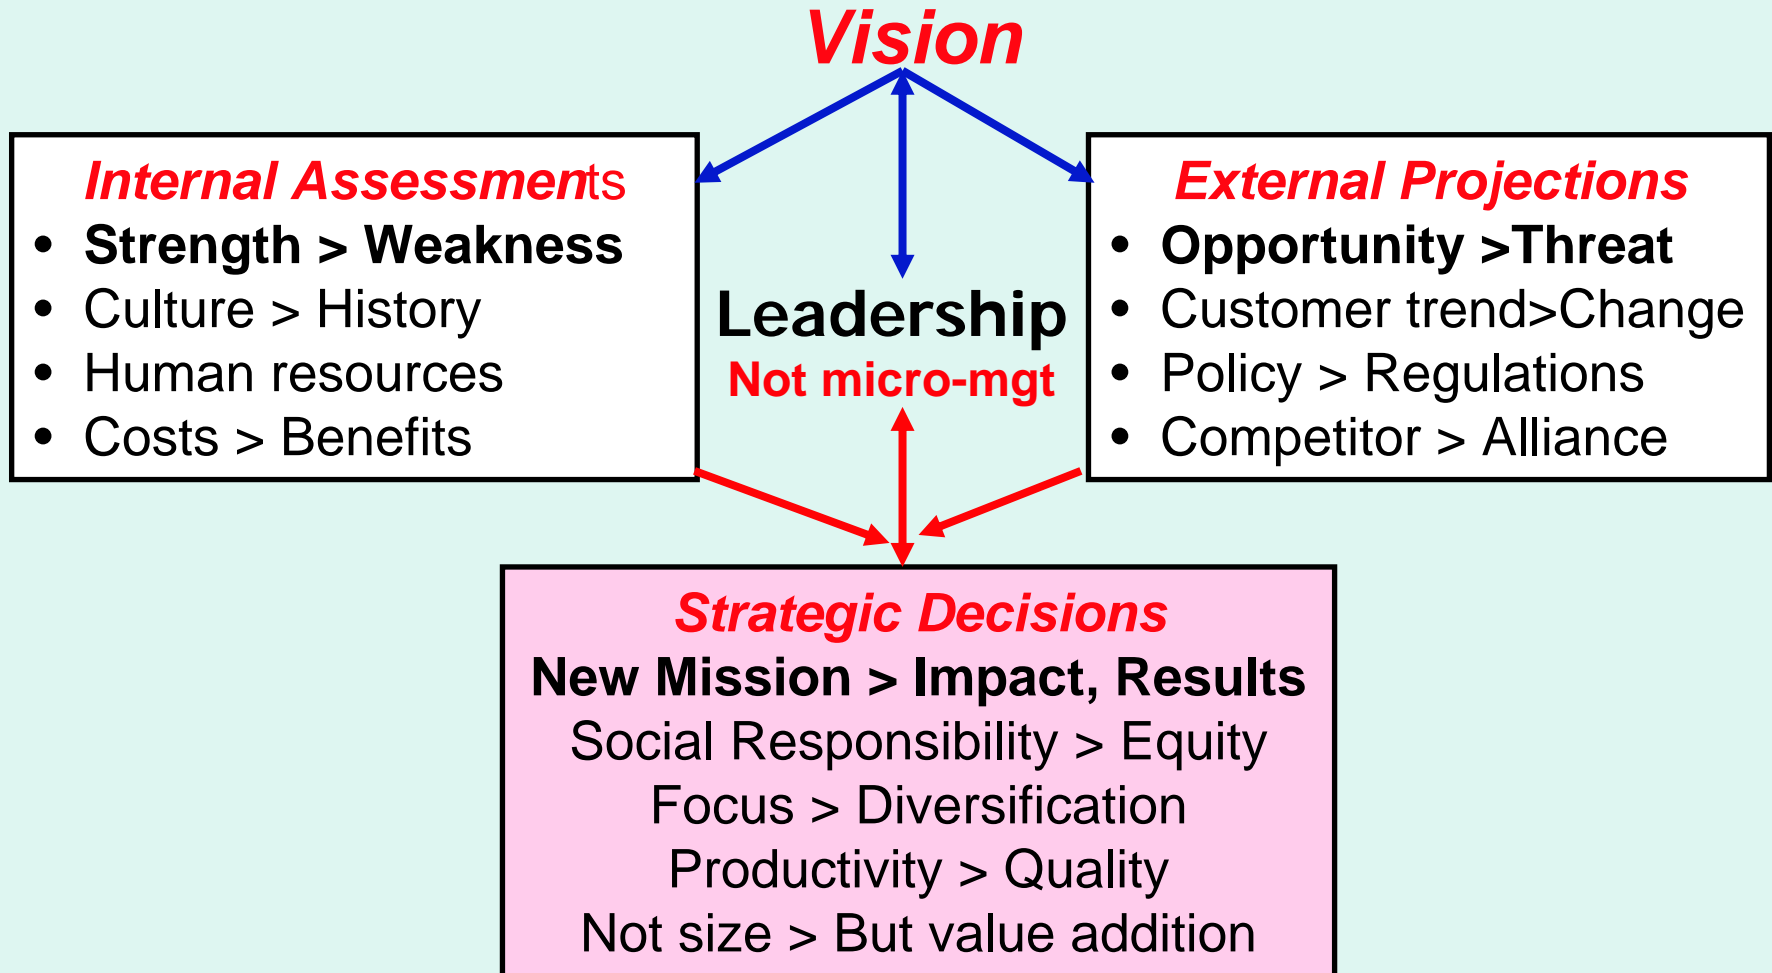 Vision
Internal Assessments
• Strength > Weakness
• Culture > History
• Human resources
• Costs > Benefits
Leadership
Not micro-mgt
External Projections
• Opportunity >Threat
• Customer trend>Change
• Policy > Regulations
• Competitor > Alliance
Strategic Decisions
New Mission > Impact, Results
Social Responsibility > Equity
Focus > Diversification
Productivity > Quality
Not size > But value addition